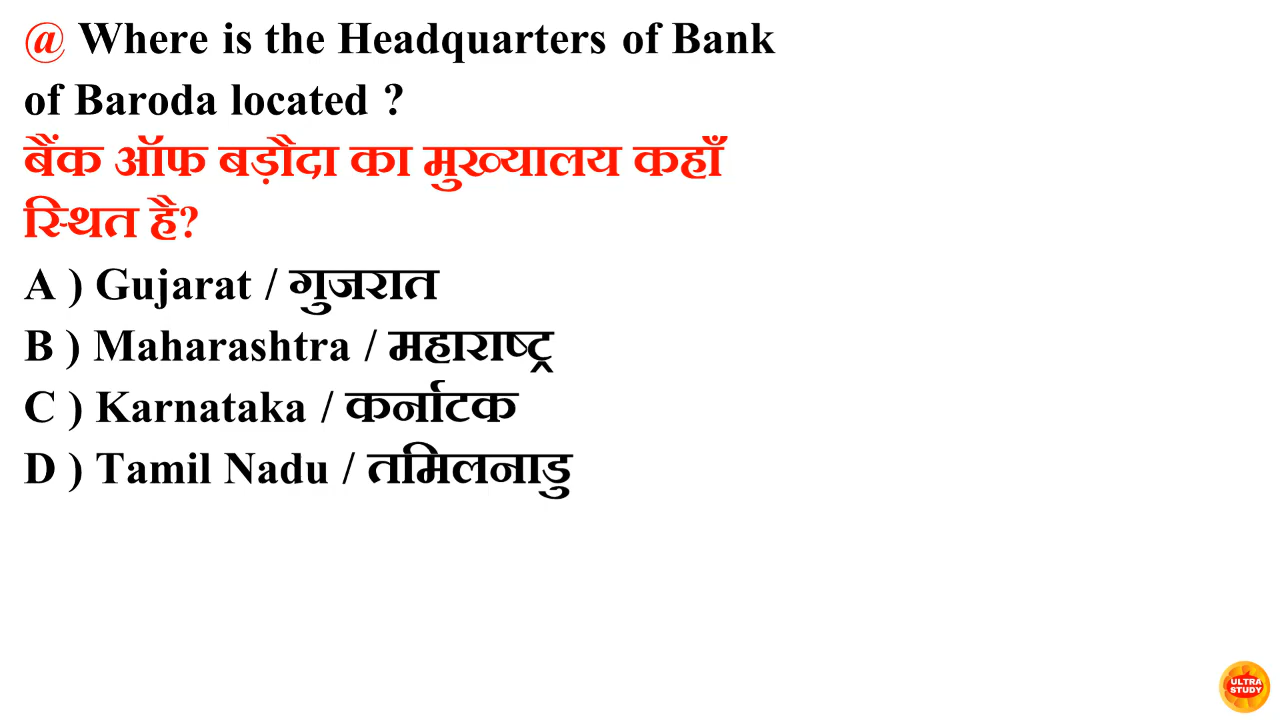 @ Where is the Headquarters of Bank
of Baroda located ?
बैंक ऑफ बड़ौदा का मुख्यालय कहाँ
स्थित है?
A ) Gujarat / गुजरात
B ) Maharashtra / महाराष्ट्र
C ) Karnataka / कर्नाटक
D ) Tamil Nadu / तमिलनाडु
ULTRA
STUDY